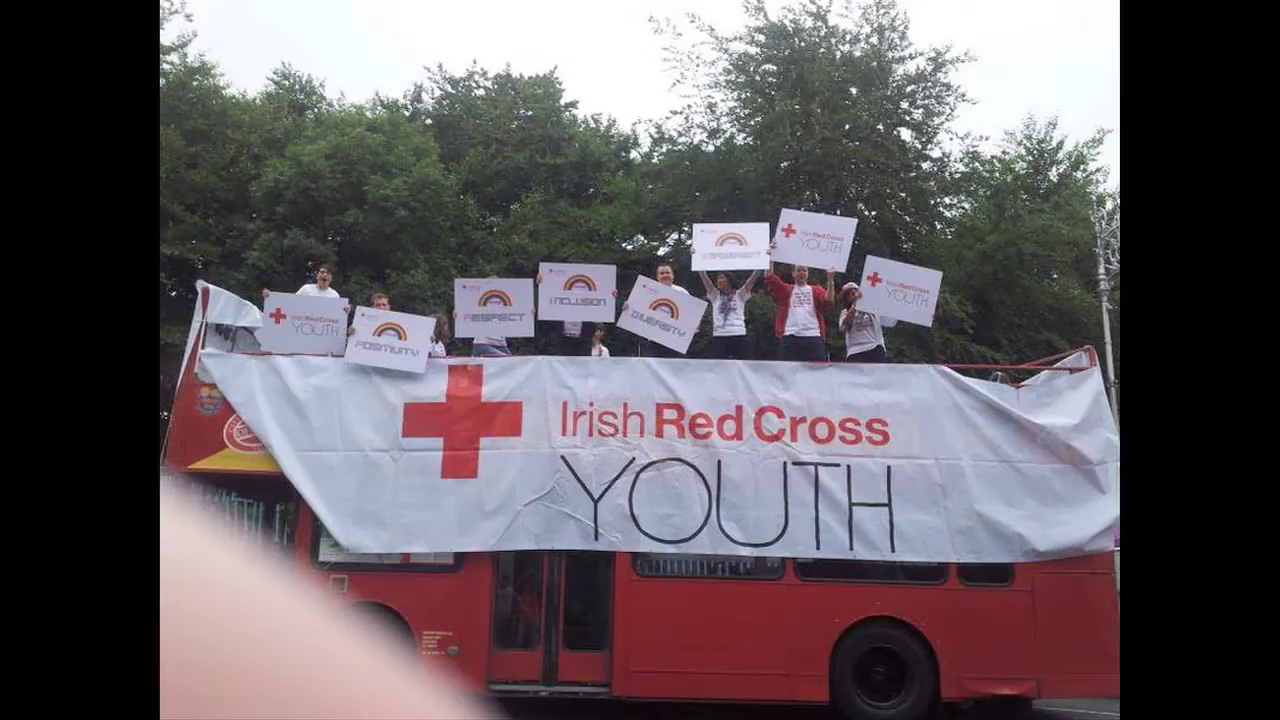 Irish Red Cross
YOUTH
POSITIVITY
RESPECT
INCLUSION
DIVERSITY
Irish Red Cross
YOUTH
Irish Red Cross
YOUTH
Irish Red Cross
YOUTH